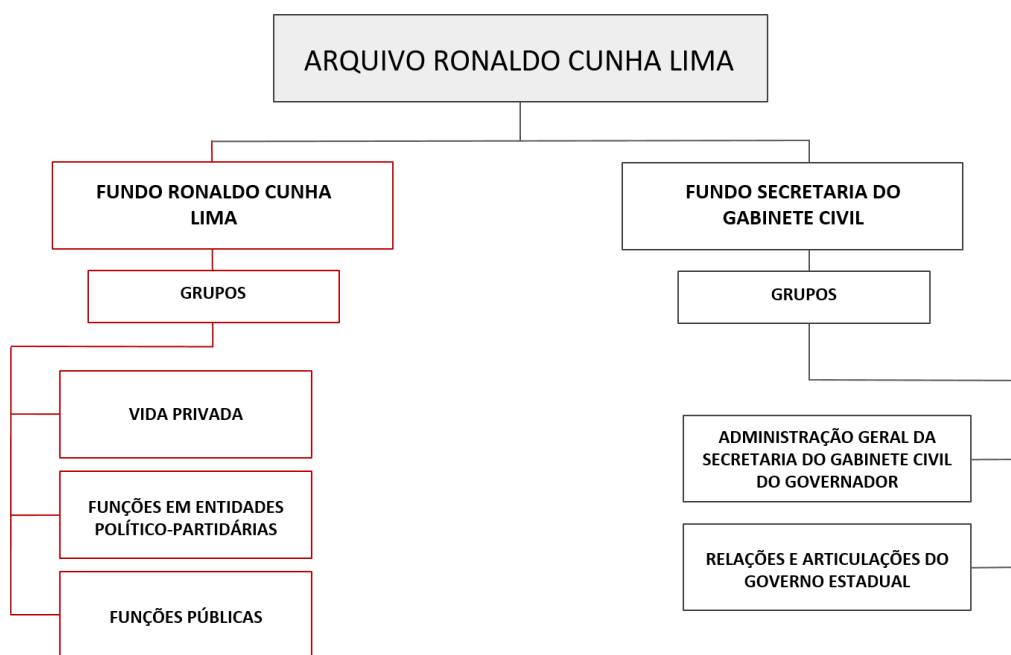 ARQUIVO RONALDO CUNHA LIMA
FUNDO RONALDO CUNHA
LIMA
GRUPOS
VIDA PRIVADA
FUNÇÕES EM ENTIDADES
POLÍTICO-PARTIDÁRIAS
FUNÇÕES PÚBLICAS
FUNDO SECRETARIA DO
GABINETE CIVIL
GRUPOS
ADMINISTRAÇÃO GERAL DA
SECRETARIA DO GABINETE CIVIL
DO GOVERNADOR
RELAÇÕES E ARTICULAÇÕES DO
GOVERNO ESTADUAL